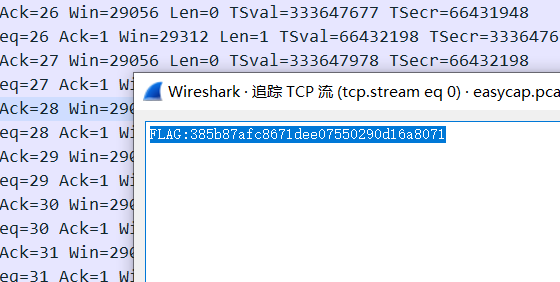 Ack=26 Win=29056 Len=0 TSval=333647677 TSecr=66431948
eq=26 Ack=1 Win=29312 Len=1 TSval=66432198 TSecr=3336476
Ack=27 Win=29056 Len=0 TSval=333647978 TSecr=66432198
eq=27 Ack=1 Wi
Ack=28 Win=290
eq=28 Ack=1 Wi
Ack=29 Win=290
eq=29 Ack=1 Wi
Ack=30 Win=290
eq=30 Ack=1 Wi
Ack=31 Win=290
eq=31 Ack=1 Wi
Wireshark · 追踪 TCP 流 (tcp.stream eq 0) · easycap.pca
FLAG:385b87afc8671dee07550290d16a8071